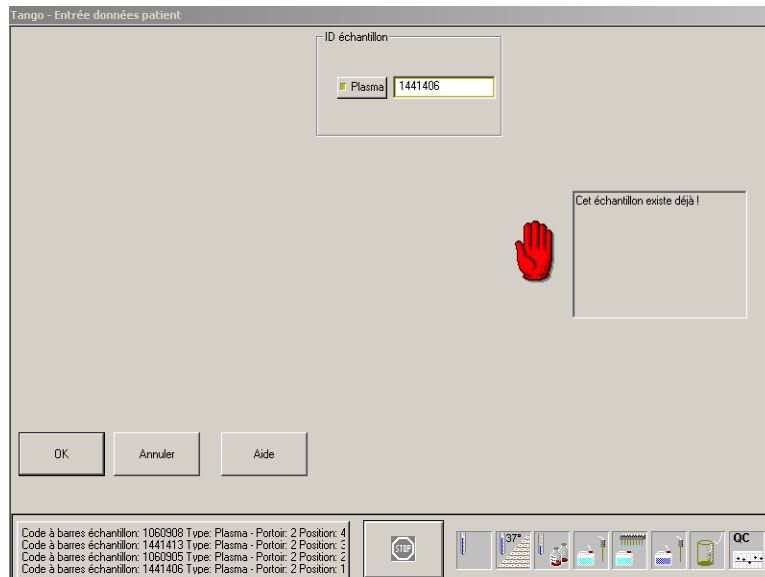 Tango - Entrée données patient
ID échantillon
Plasma 1441406
Cet échantillon existe déjà !
OK Annuler Aide
Code à barres échantillon: 1060908 Type: Plasma - Portoir: 2 Position: 4
Code à barres échantillon: 1441413 Type: Plasma - Portoir: 2 Position: 3
Code à barres échantillon: 1060905 Type: Plasma - Portoir: 2 Position: 2
Code à barres échantillon: 1441406 Type: Plasma - Portoir: 2 Position: 1
STOP
37°
QC